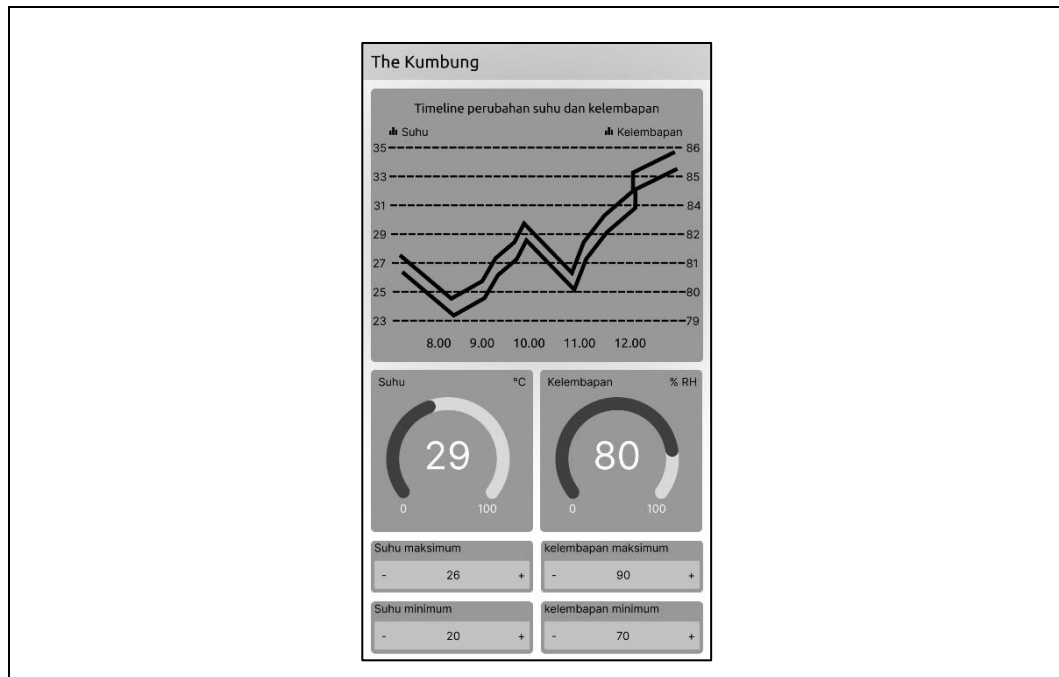 The Kumbung
Timeline perubahan suhu dan kelembapan
Suhu Kelembapan
35 86
33 85
31 84
29 82
27 81
25 80
23 79
8.00 9.00 10.00 11.00 12.00
Suhu °C
29
0 100
Kelembapan % RH
80
0 100
Suhu maksimum
- 26 +
kelembapan maksimum
- 90 +
Suhu minimum
- 20 +
kelembapan minimum
- 70 +